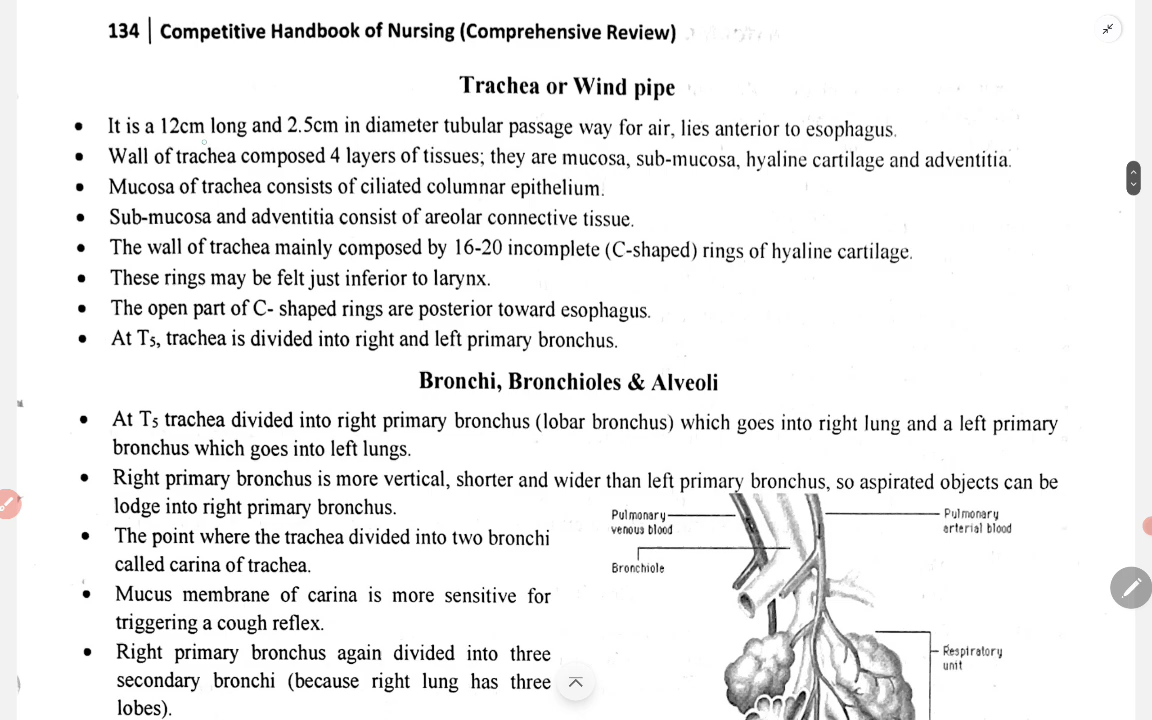 134 | Competitive Handbook of Nursing (Comprehensive Review)
Trachea or Wind pipe
• It is a 12cm long and 2.5cm in diameter tubular passage way for air, lies anterior to esophagus.
• Wall of trachea composed 4 layers of tissues; they are mucosa, sub-mucosa, hyaline cartilage and adventitia.
• Mucosa of trachea consists of ciliated columnar epithelium.
• Sub-mucosa and adventitia consist of areolar connective tissue.
• The wall of trachea mainly composed by 16-20 incomplete (C-shaped) rings of hyaline cartilage.
• These rings may be felt just inferior to larynx.
• The open part of C- shaped rings are posterior toward esophagus.
• At T5, trachea is divided into right and left primary bronchus.
Bronchi, Bronchioles & Alveoli
• At T5 trachea divided into right primary bronchus (lobar bronchus) which goes into right lung and a left primary
bronchus which goes into left lungs.
• Right primary bronchus is more vertical, shorter and wider than left primary bronchus, so aspirated objects can be
lodge into right primary bronchus.
• The point where the trachea divided into two bronchi
called carina of trachea.
• Mucus membrane of carina is more sensitive for
triggering a cough reflex.
• Right primary bronchus again divided into three
secondary bronchi (because right lung has three
lobes).
Pulmonary
venous blood
Bronchiole
Pulmonary
arterial blood
Respiratory
unit